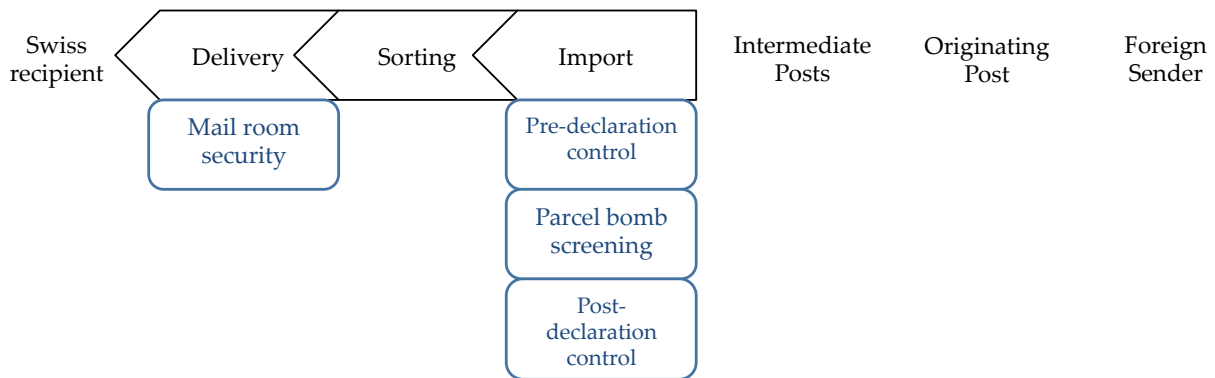 Swiss
recipient
Delivery
Sorting
Import
Intermediate
Posts
Originating
Post
Foreign
Sender
Mail room
security
Pre-declaration
control
Parcel bomb
screening
Post-
declaration
control